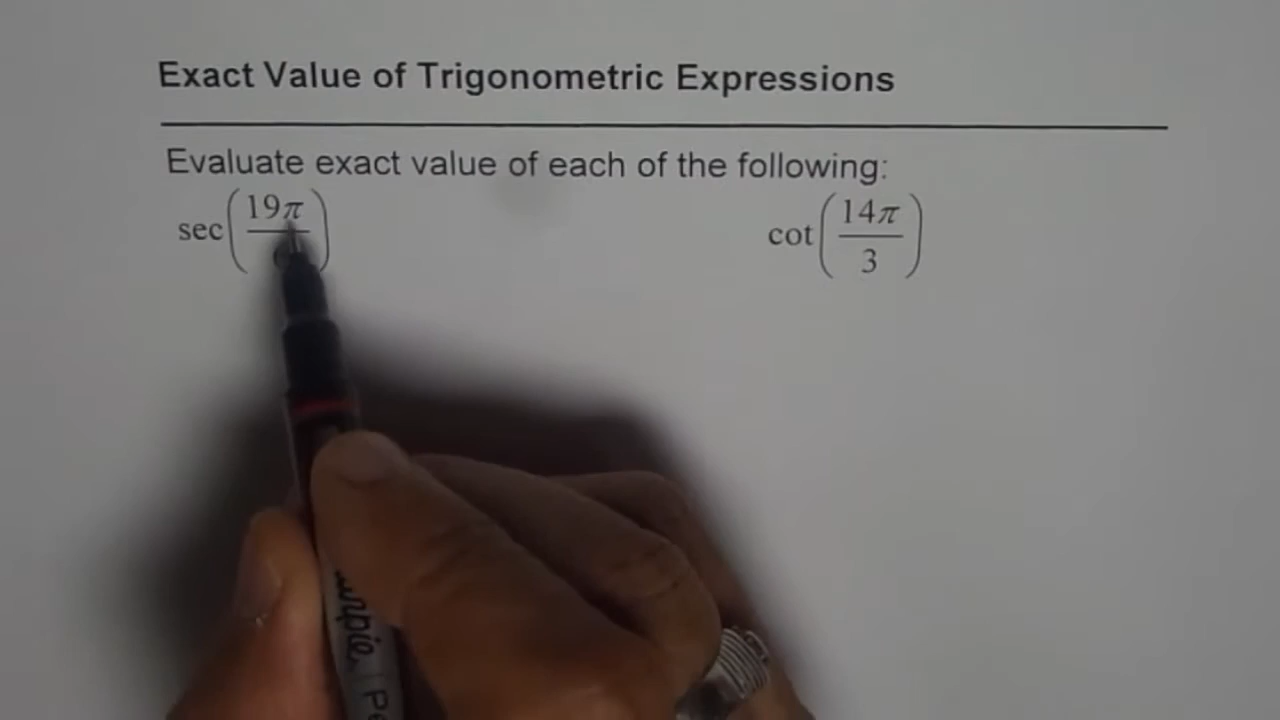 Exact Value of Trigonometric Expressions
Evaluate exact value of each of the following:
sec(19π/
cot(14π/3)